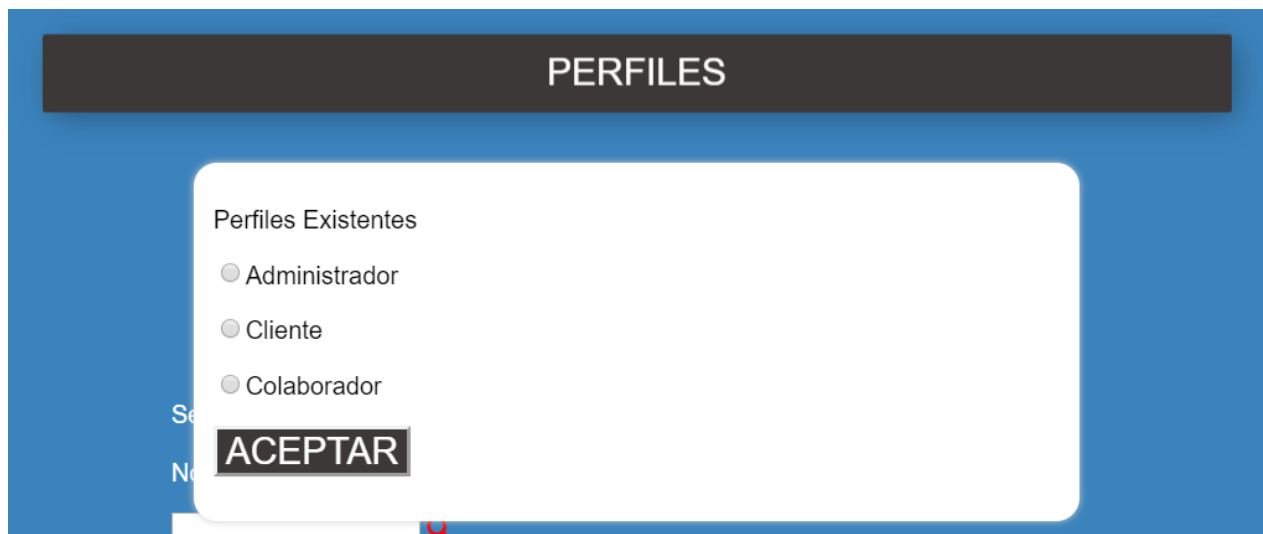 PERFILES
Perfiles Existentes
Administrador
Cliente
Colaborador
ACEPTAR